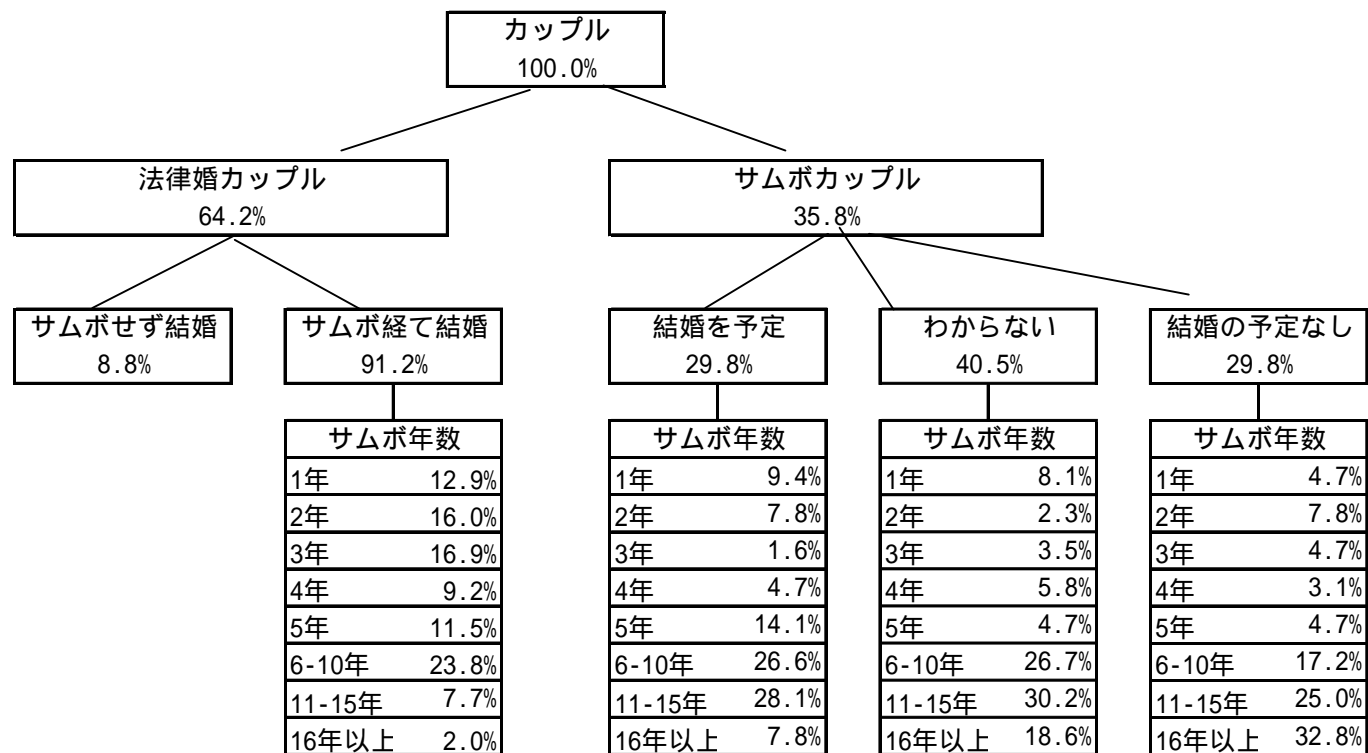 カップル
100.0%
法律婚カップル
64.2%
サムボカップル
35.8%
サムボせず結婚
8.8%
サムボ経て結婚
91.2%
結婚を予定
29.8%
わからない
40.5%
結婚の予定なし
29.8%
サムボ年数
1年 12.9%
2年 16.0%
3年 16.9%
4年 9.2%
5年 11.5%
6-10年 23.8%
11-15年 7.7%
16年以上 2.0%
サムボ年数
1年 9.4%
2年 7.8%
3年 1.6%
4年 4.7%
5年 14.1%
6-10年 26.6%
11-15年 28.1%
16年以上 7.8%
サムボ年数
1年 8.1%
2年 2.3%
3年 3.5%
4年 5.8%
5年 4.7%
6-10年 26.7%
11-15年 30.2%
16年以上 18.6%
サムボ年数
1年 4.7%
2年 7.8%
3年 4.7%
4年 3.1%
5年 4.7%
6-10年 17.2%
11-15年 25.0%
16年以上 32.8%